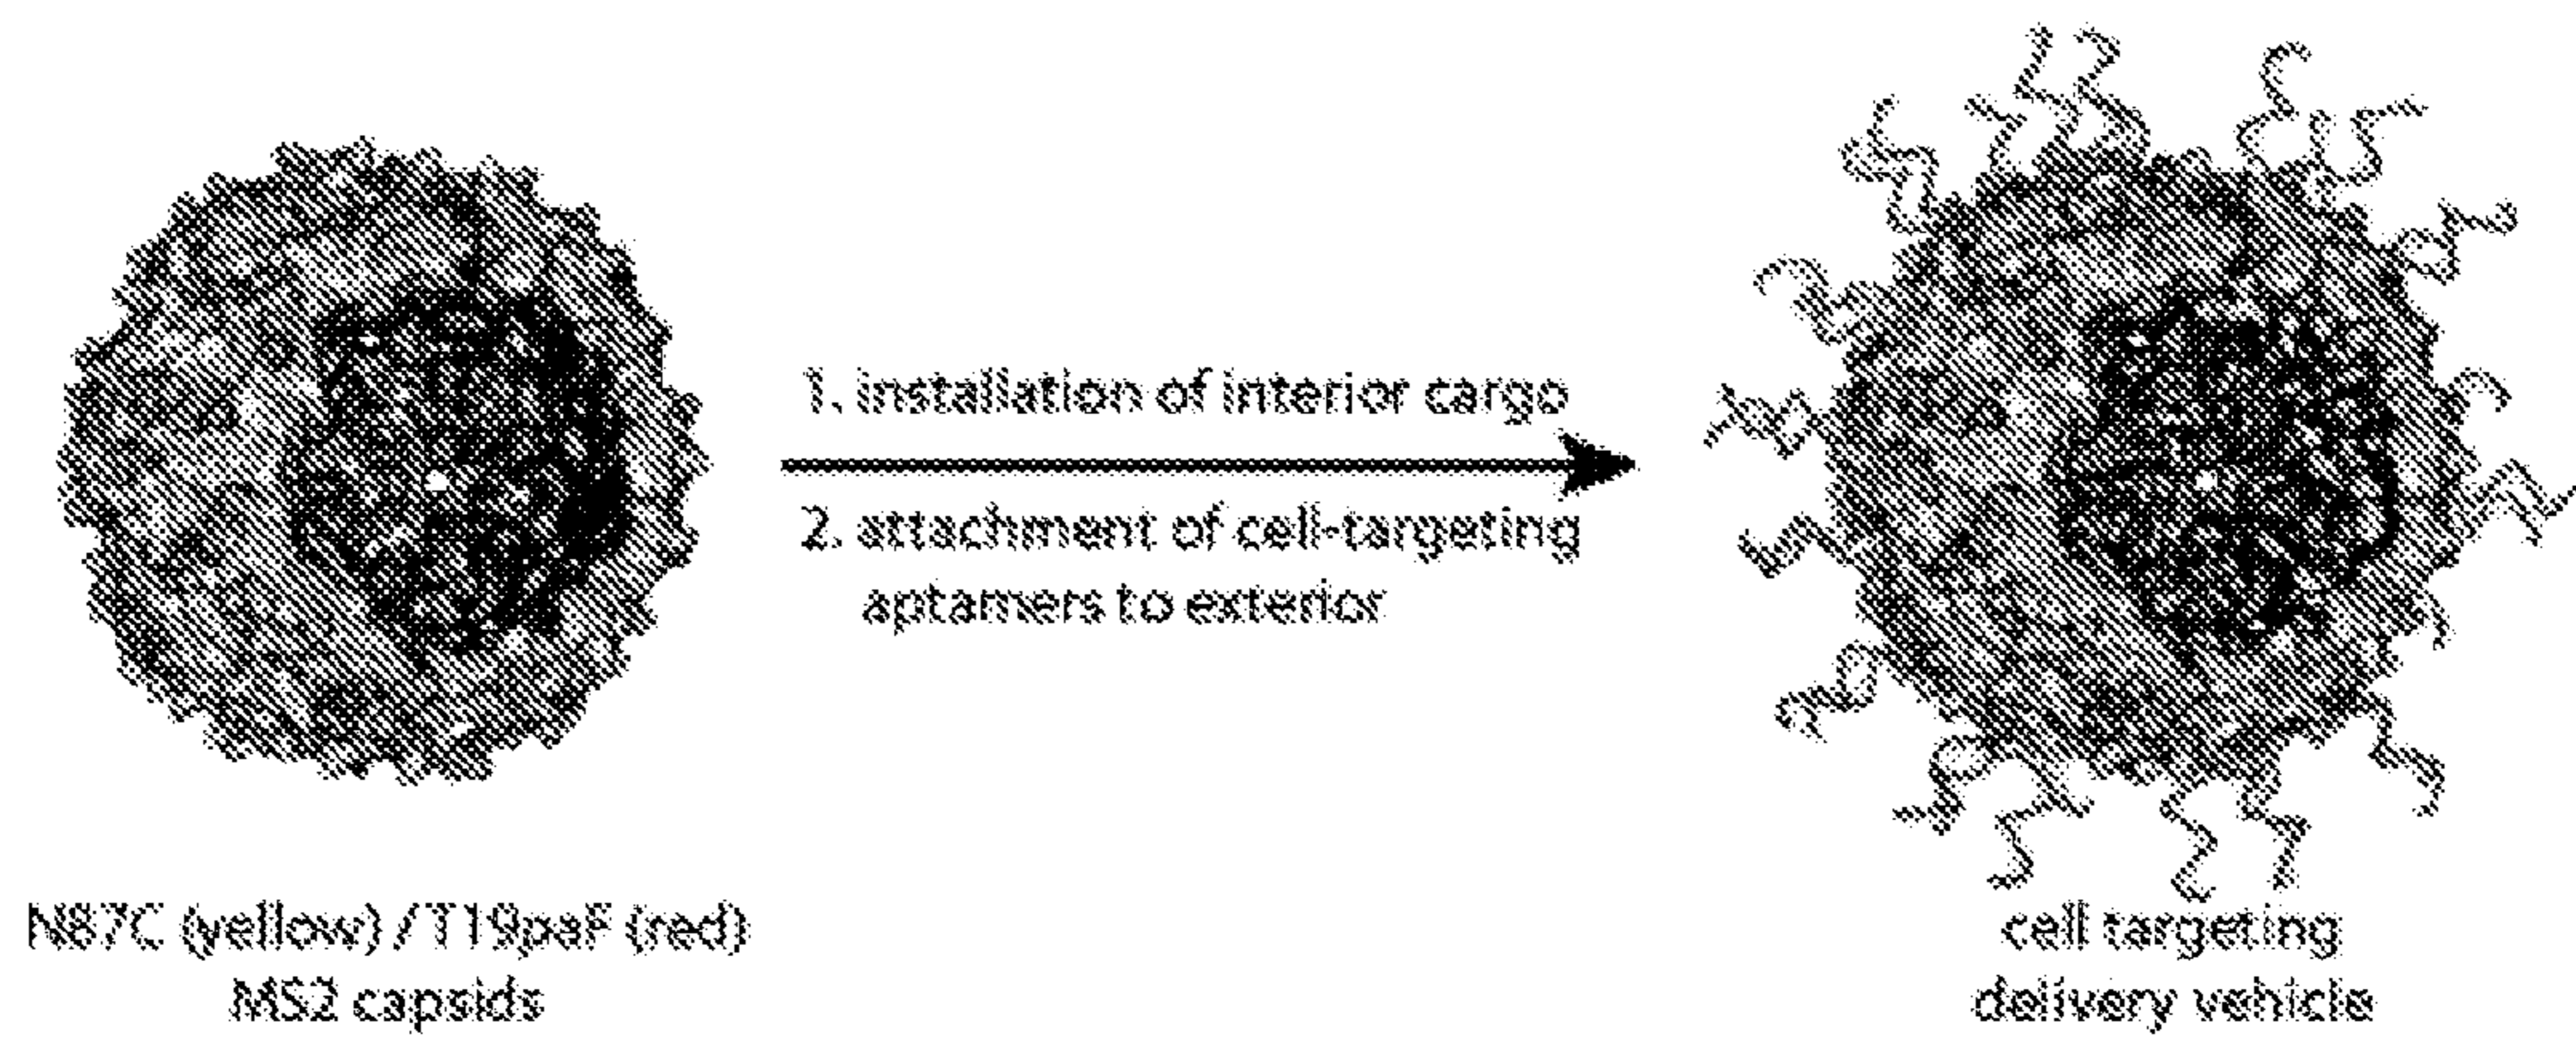 1. installation of interior cargo
2. attachment of cell-targeting
aptamers to exterior
N87C (yellow) / T19paF (red)
MS2 capsids
cell targeting
delivery vehicle